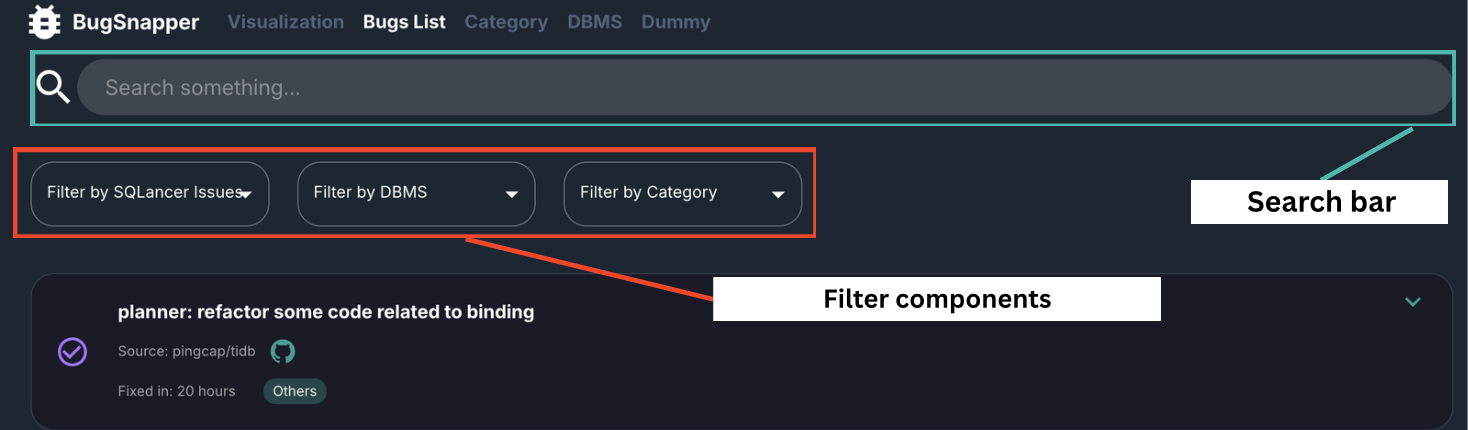 BugSnapper Visualization Bugs List Category DBMS Dummy
Search something...
Filter by SQLancer Issues Filter by DBMS Filter by Category
Search bar
Filter components
planner: refactor some code related to binding
Source: pingcap/tidb
Fixed in: 20 hours Others